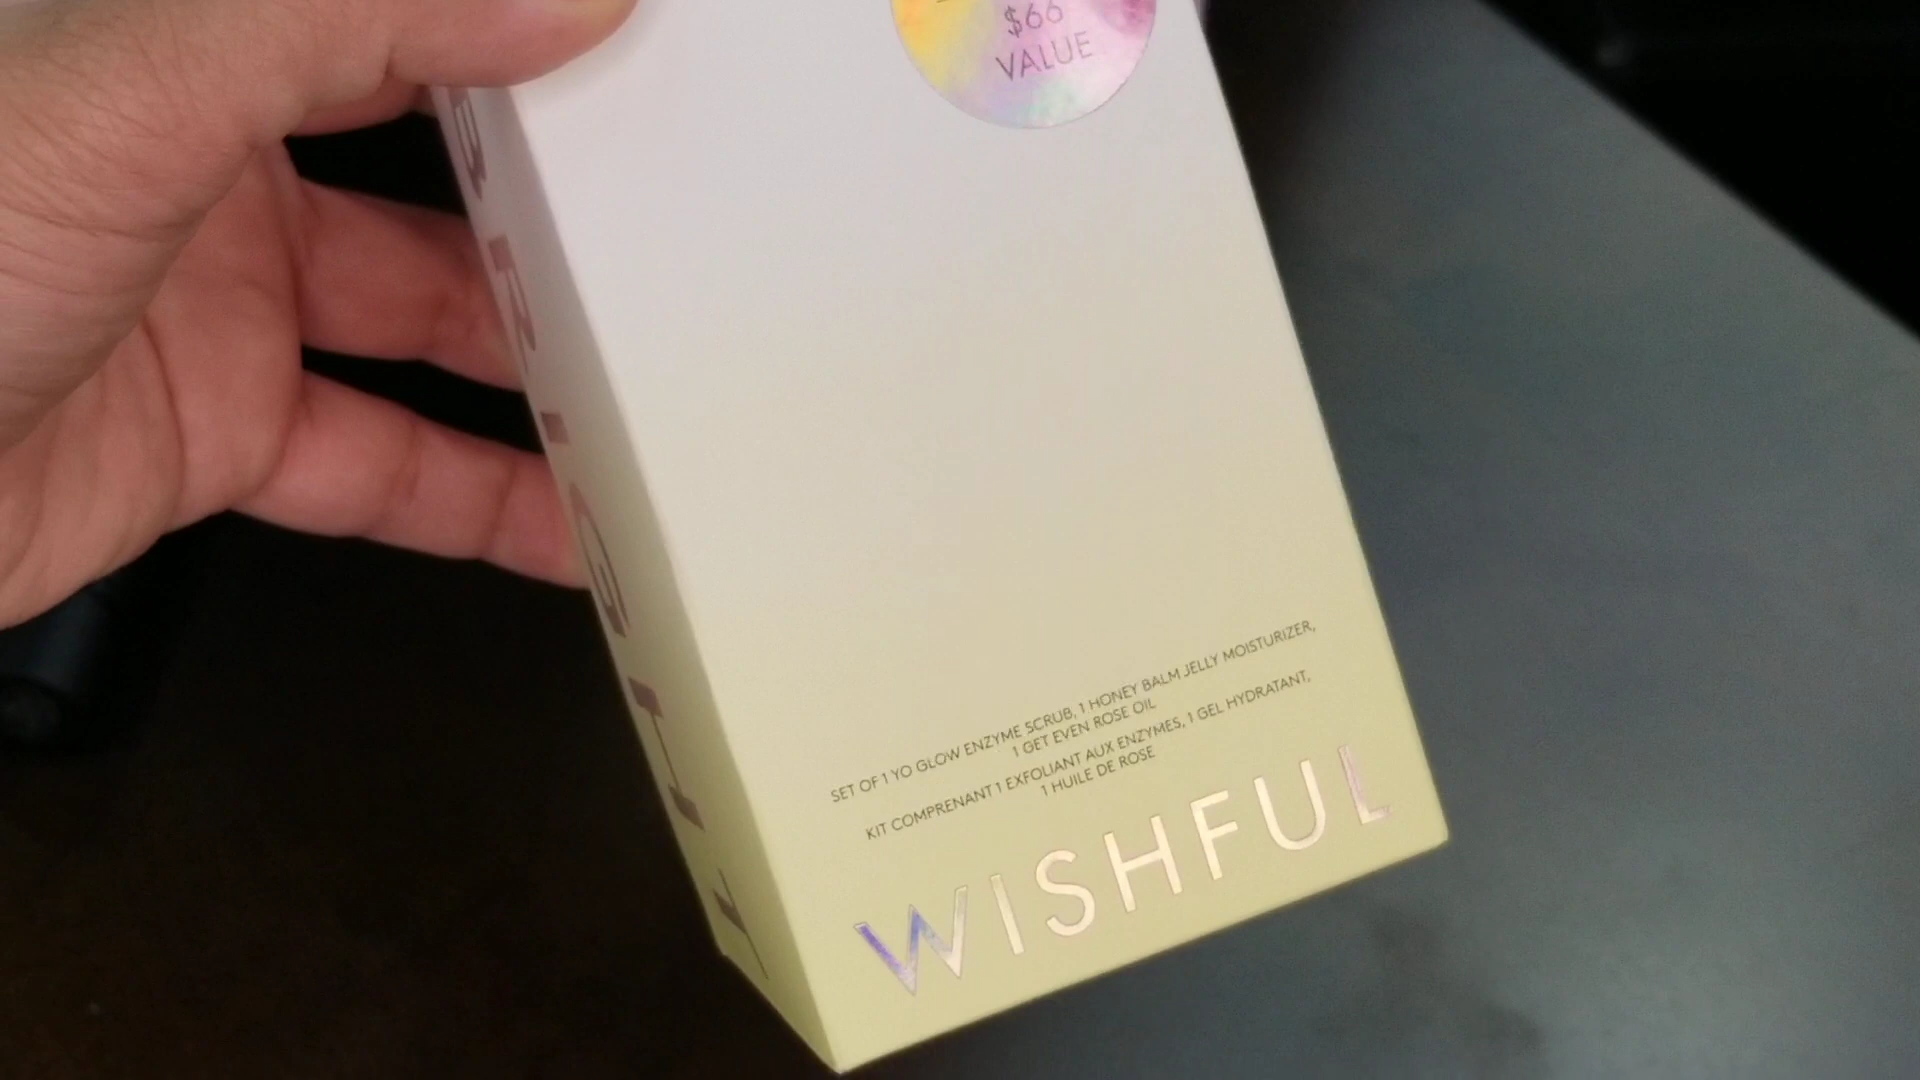 $66
VALUE
BRIGHT
SET OF 1 YO GLOW ENZYME SCRUB, 1 HONEY BALM JELLY MOISTURIZER,
1 GET EVEN ROSE OIL
KIT COMPRENANT 1 EXFOLIANT AUX ENZYMES, 1 GEL HYDRATANT,
1 HUILE DE ROSE
WISHFUL